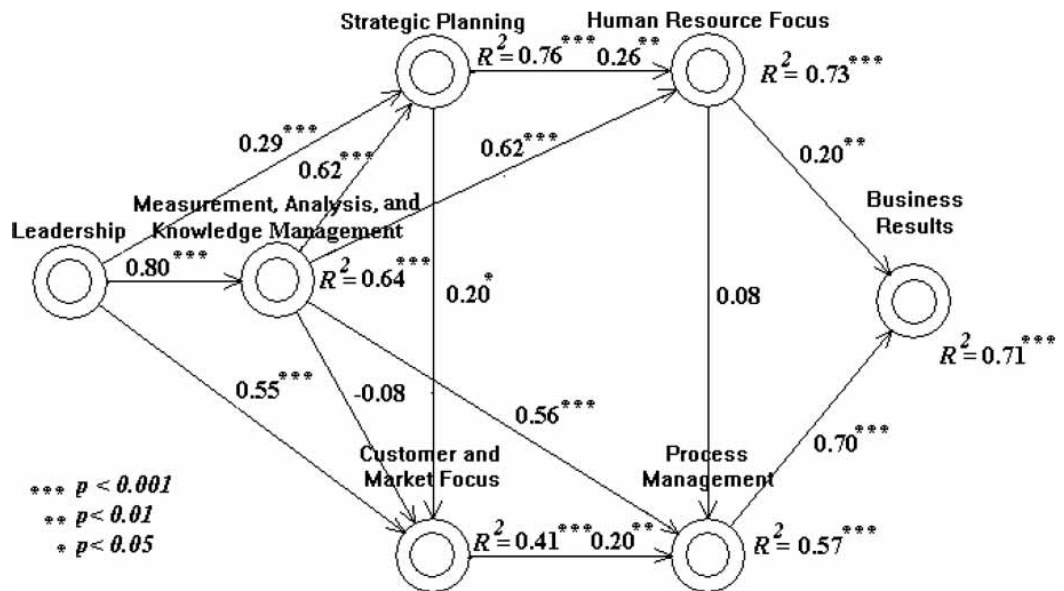 Strategic Planning
Human Resource Focus
R² = 0.76*** 0.26**
R² = 0.73***
0.29***
0.62***
0.62***
0.20**
Measurement, Analysis, and
Knowledge Management
Leadership
Business
Results
0.80***
R² = 0.64***
0.20*
0.08
R² = 0.71***
0.55***
-0.08
0.56***
0.70***
Customer and
Market Focus
Process
Management
*** p < 0.001
** p < 0.01
* p < 0.05
R² = 0.41*** 0.20**
R² = 0.57***